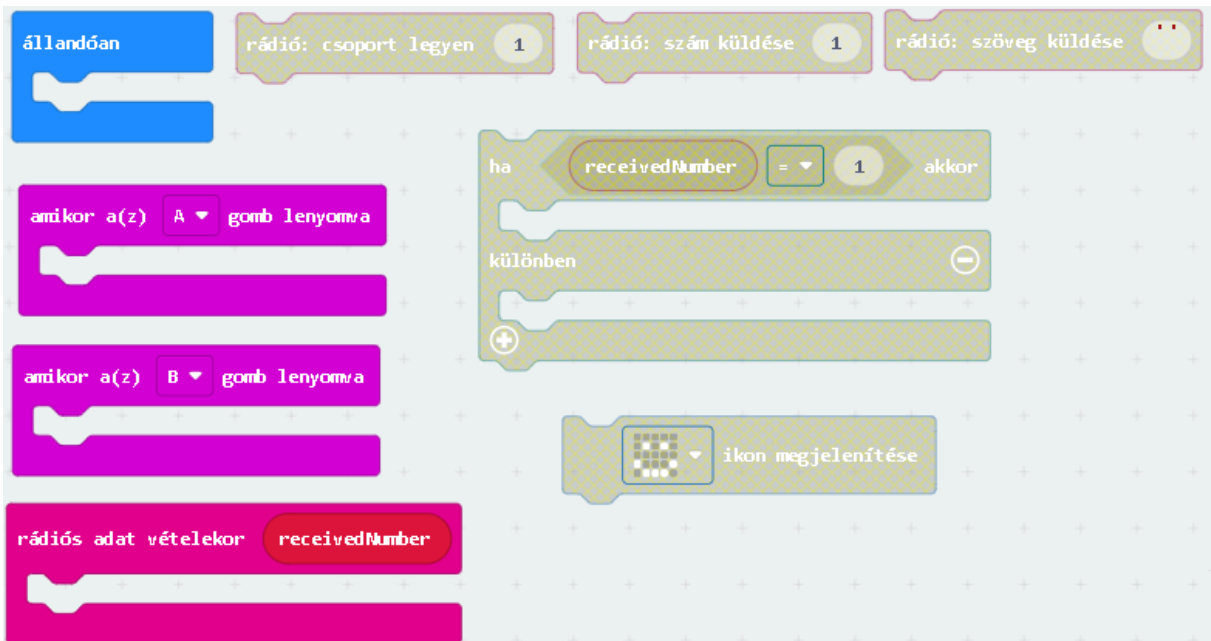 állandóan
rádió: csoport legyen 1
rádió: szám küldése 1
rádió: szöveg küldése " "
ha receivedNumber = 1 akkor
különben
amikor a(z) A gomb lenyomva
amikor a(z) B gomb lenyomva
ikon megjelenítése
rádiós adat vételekor receivedNumber